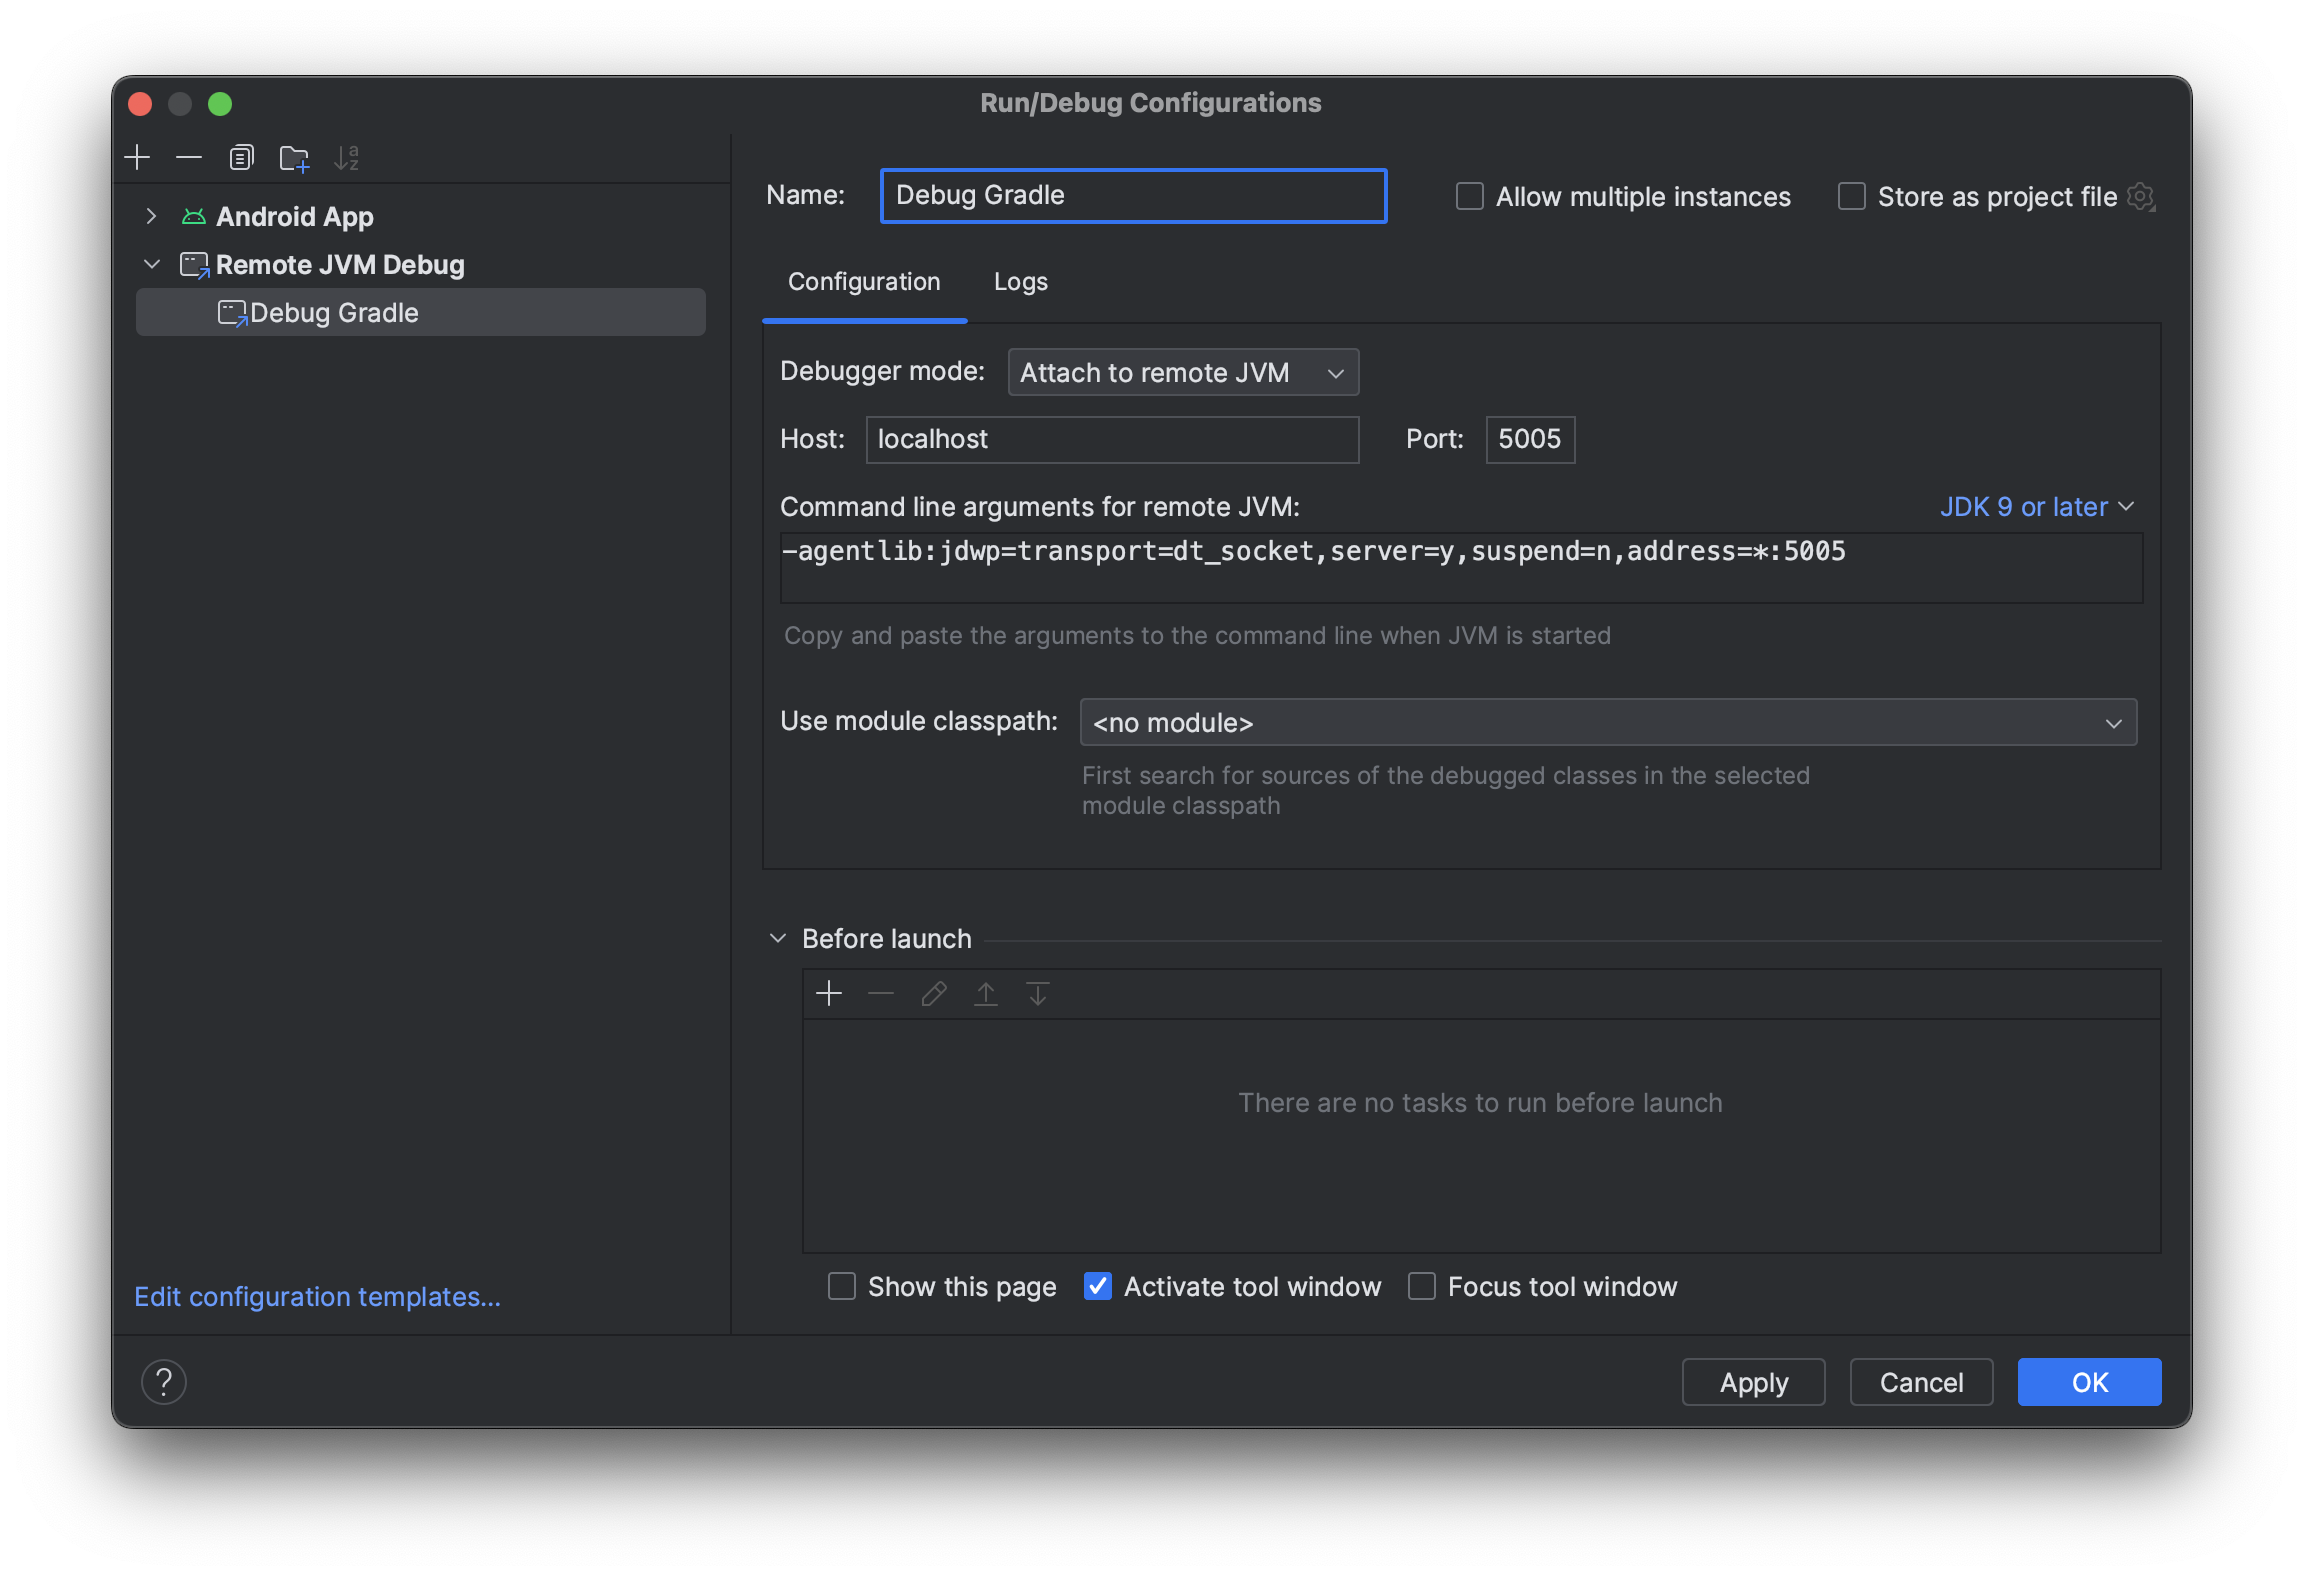 Run/Debug Configurations
Android App
Remote JVM Debug
Debug Gradle
Edit configuration templates...
Name: Debug Gradle
Allow multiple instances
Store as project file
Configuration Logs
Debugger mode: Attach to remote JVM
Host: localhost Port: 5005
Command line arguments for remote JVM: JDK 9 or later
-agentlib:jdwp=transport=dt_socket,server=y,suspend=n,address=*:5005
Copy and paste the arguments to the command line when JVM is started
Use module classpath: <no module>
First search for sources of the debugged classes in the selected
module classpath
Before launch
There are no tasks to run before launch
Show this page Activate tool window Focus tool window
? Apply Cancel OK